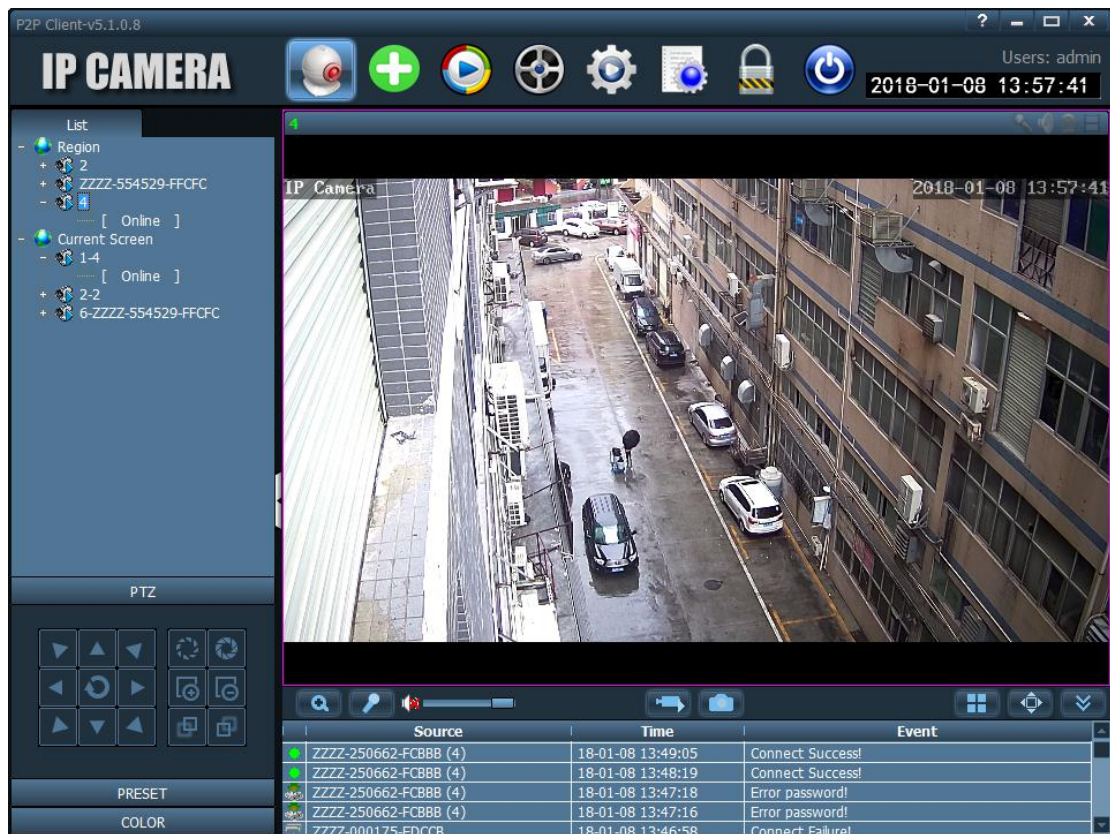 P2P Client-v5.1.0.8
IP CAMERA
Users: admin
2018-01-08 13:57:41
List
Region
2
ZZZZ-554529-FFCFC
4
[ Online ]
Current Screen
1-4
[ Online ]
2-2
6-ZZZZ-554529-FFCFC
4
IP Camera
2018-01-08 13:57:41
PTZ
PRESET
COLOR
Source Time Event
ZZZZ-250662-FCBBB (4) 18-01-08 13:49:05 Connect Success!
ZZZZ-250662-FCBBB (4) 18-01-08 13:48:19 Connect Success!
ZZZZ-250662-FCBBB (4) 18-01-08 13:47:18 Error password!
ZZZZ-250662-FCBBB (4) 18-01-08 13:47:16 Error password!
ZZZZ-000175-FDCCB 18-01-08 13:46:58 Connect Failure!